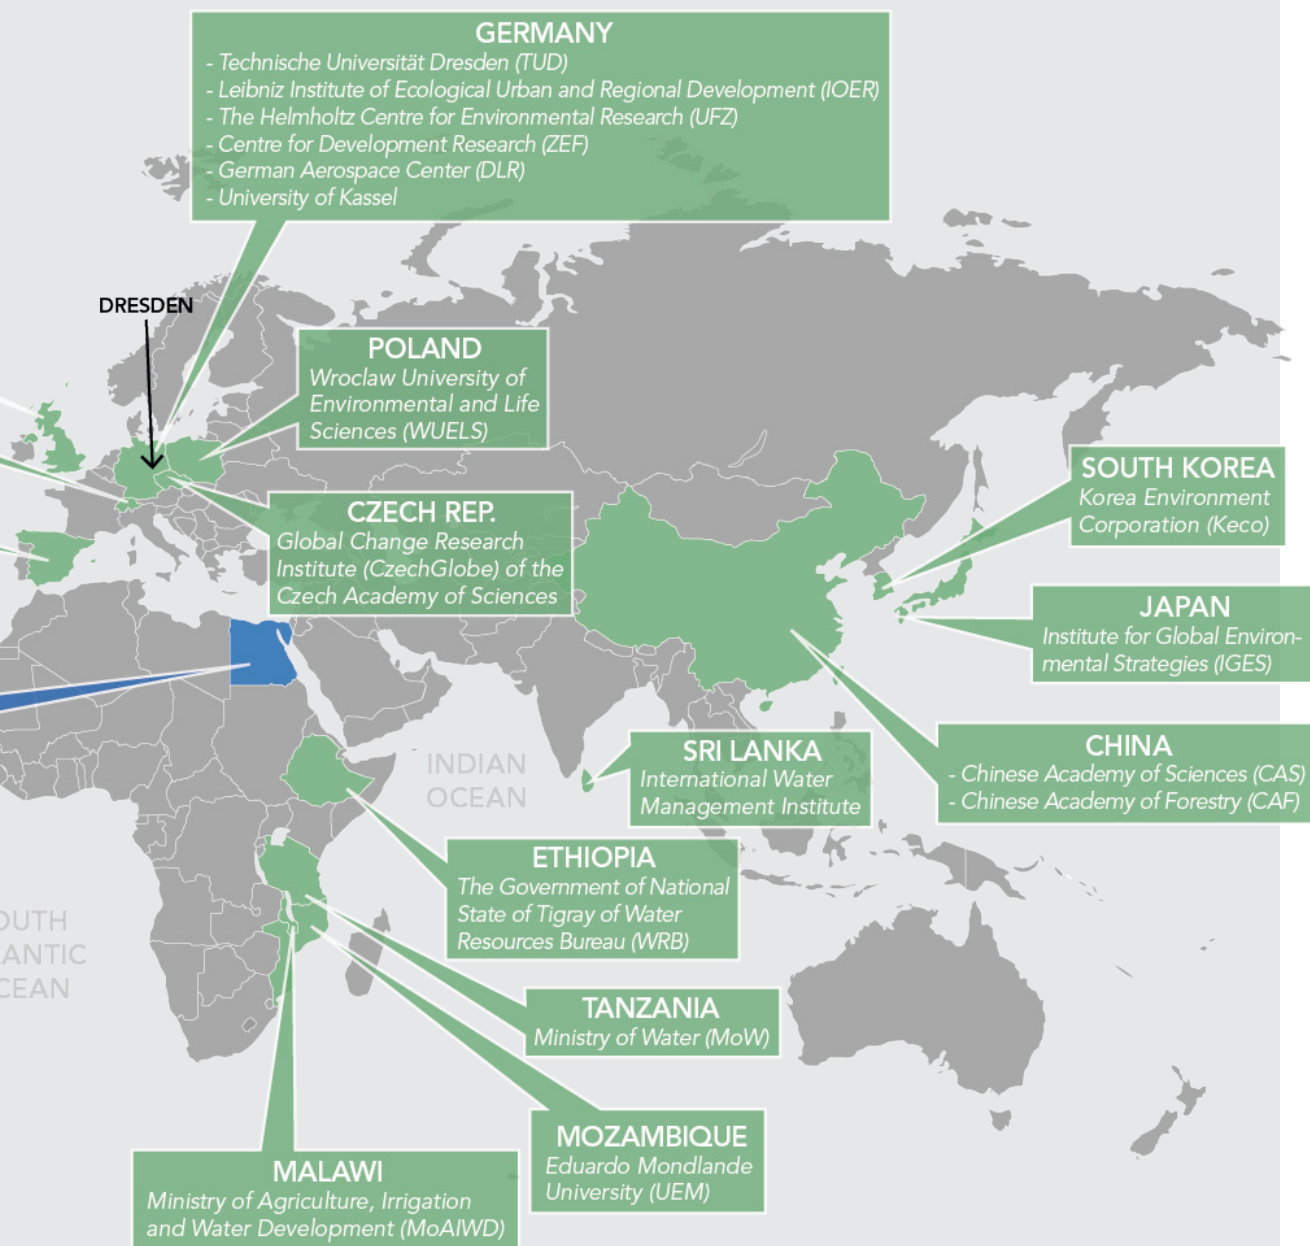 GERMANY
- Technische Universität Dresden (TUD)
- Leibniz Institute of Ecological Urban and Regional Development (IOER)
- The Helmholtz Centre for Environmental Research (UFZ)
- Centre for Development Research (ZEF)
- German Aerospace Center (DLR)
- University of Kassel
DRESDEN
POLAND
Wroclaw University of
Environmental and Life
Sciences (WUELS)
SOUTH KOREA
Korea Environment
Corporation (Keco)
CZECH REP.
Global Change Research
Institute (CzechGlobe) of the
Czech Academy of Sciences
JAPAN
Institute for Global Environ-
mental Strategies (IGES)
CHINA
- Chinese Academy of Sciences (CAS)
- Chinese Academy of Forestry (CAF)
SRI LANKA
International Water
Management Institute
INDIAN
OCEAN
ETHIOPIA
The Government of National
State of Tigray of Water
Resources Bureau (WRB)
OUTH
LANTIC
CEAN
TANZANIA
Ministry of Water (MoW)
MOZAMBIQUE
Eduardo Mondlande
University (UEM)
MALAWI
Ministry of Agriculture, Irrigation
and Water Development (MoAIWD)